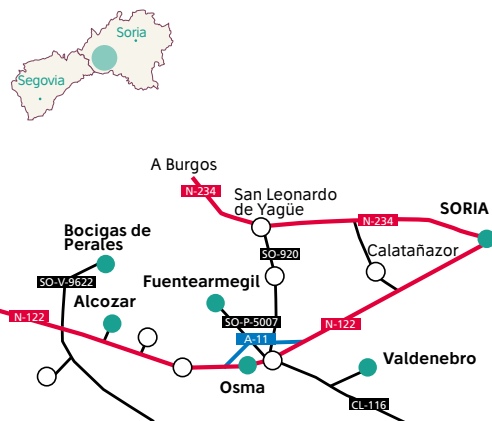 Soria
Segovia
A Burgos
N-234
San Leonardo
de Yagüe
SORIA
N-234
Bocigas de
Perales
Calatañazor
SO-920
SO-V-9622
Fuentearmegil
Alcozar
N-122
SO-P-5007
N-122
A-11
Valdenebro
Osma
CL-116